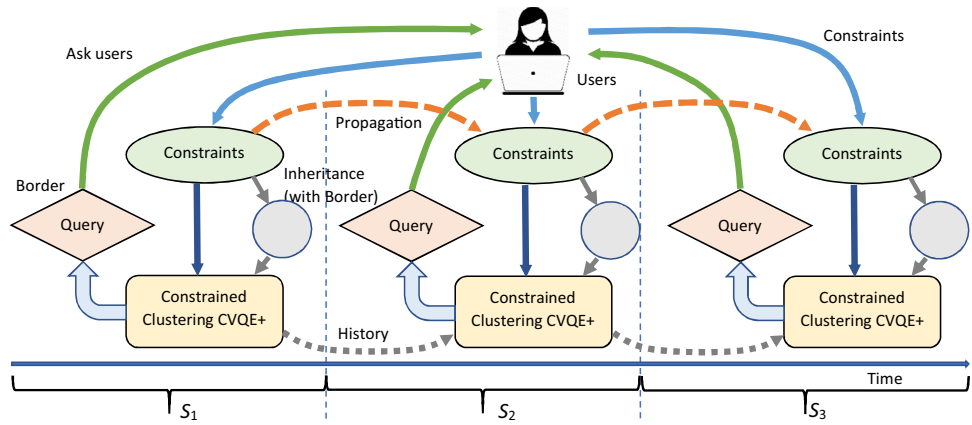 Ask users
Constraints
Users
Propagation
Constraints
Constraints
Constraints
Inheritance
(with Border)
Border
Query
Query
Query
Constrained
Clustering CVQE+
Constrained
Clustering CVQE+
Constrained
Clustering CVQE+
History
Time
S1
S2
S3